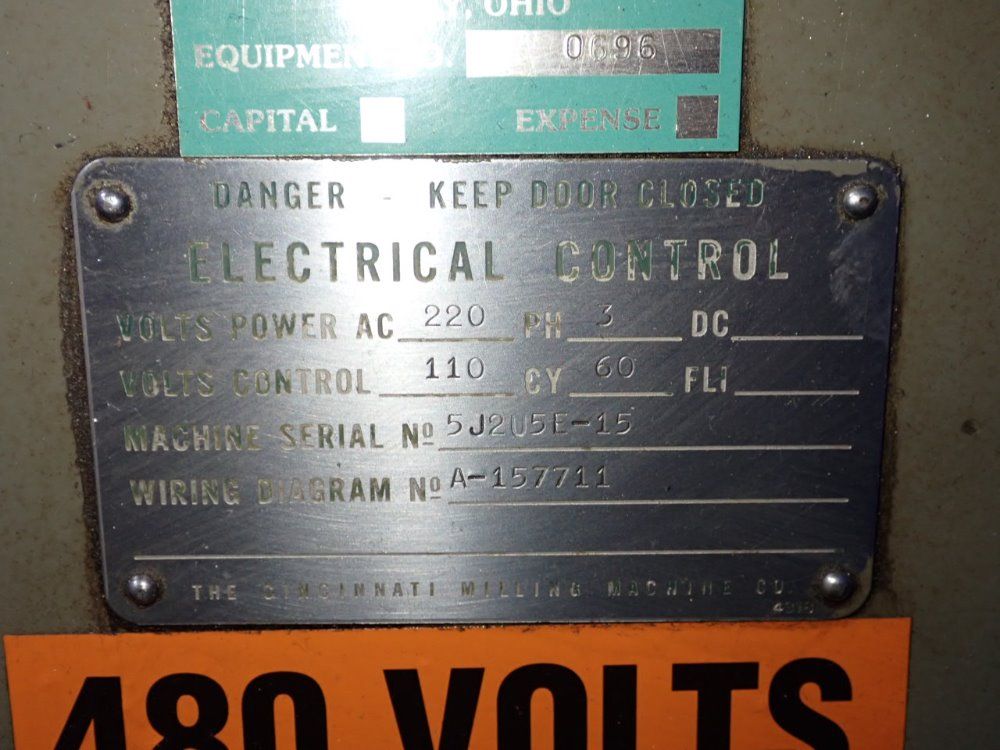 , OHIO
EQUIPMENT NO. 0696
CAPITAL EXPENSE
DANGER - KEEP DOOR CLOSED
ELECTRICAL CONTROL
VOLTS POWER AC 220 PH 3 DC
VOLTS CONTROL 110 CY 60 FLT
MACHINE SERIAL Nº 5J2U5E-15
WIRING DIAGRAM Nº A-157711
THE CINCINNATI MILLING MACHINE CO.
480 VOLTS